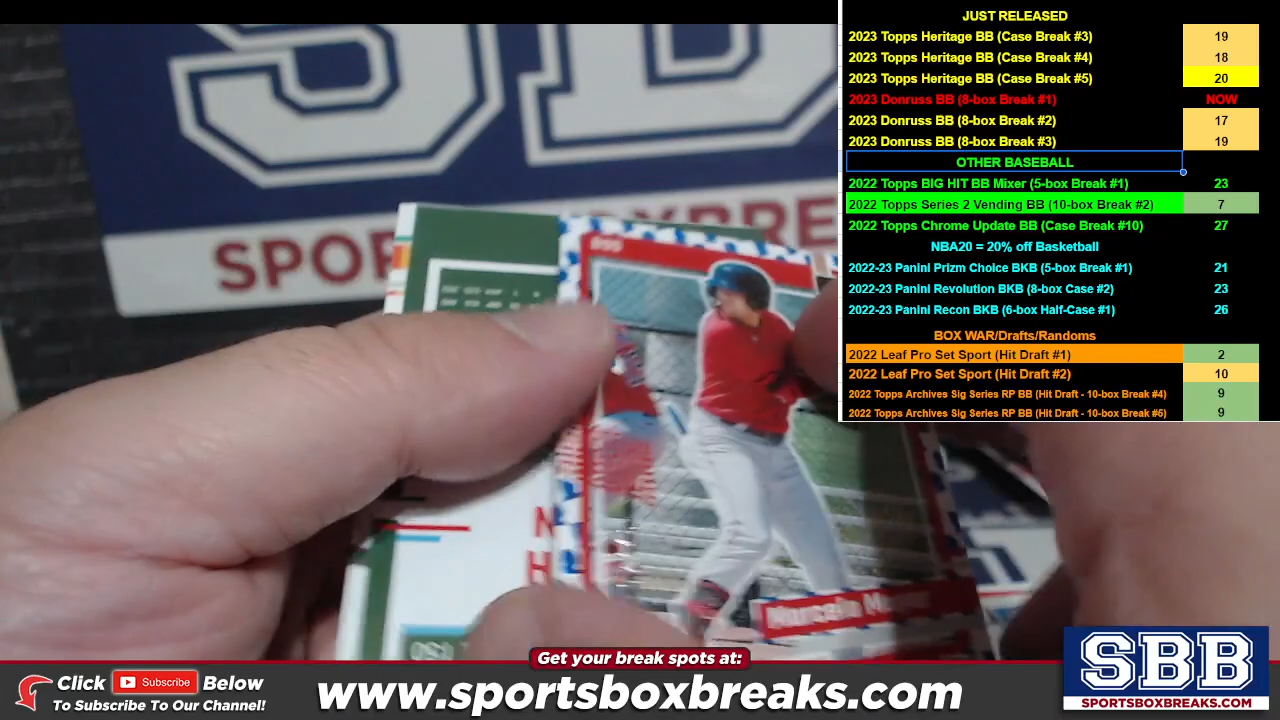 JUST RELEASED
2023 Topps Heritage BB (Case Break #3) 19
2023 Topps Heritage BB (Case Break #4) 18
2023 Topps Heritage BB (Case Break #5) 20
2023 Donruss BB (8-box Break #1) NOW
2023 Donruss BB (8-box Break #2) 17
2023 Donruss BB (8-box Break #3) 19
OTHER BASEBALL
2022 Topps BIG HIT BB Mixer (5-box Break #1) 23
2022 Topps Series 2 Vending BB (10-box Break #2) 7
2022 Topps Chrome Update BB (Case Break #10) 27
NBA20 = 20% off Basketball
2022-23 Panini Prizm Choice BKB (5-box Break #1) 21
2022-23 Panini Revolution BKB (8-box Case #2) 23
2022-23 Panini Recon BKB (6-box Half-Case #1) 26
BOX WAR/Drafts/Randoms
2022 Leaf Pro Set Sport (Hit Draft #1) 2
2022 Leaf Pro Set Sport (Hit Draft #2) 10
2022 Topps Archives Sig Series RP BB (Hit Draft - 10-box Break #4) 9
2022 Topps Archives Sig Series RP BB (Hit Draft - 10-box Break #5) 9
SBB
Get your break spots at:
Click Subscribe Below
To Subscribe To Our Channel!
www.sportsboxbreaks.com
SBB
SPORTSBOXBREAKS.COM